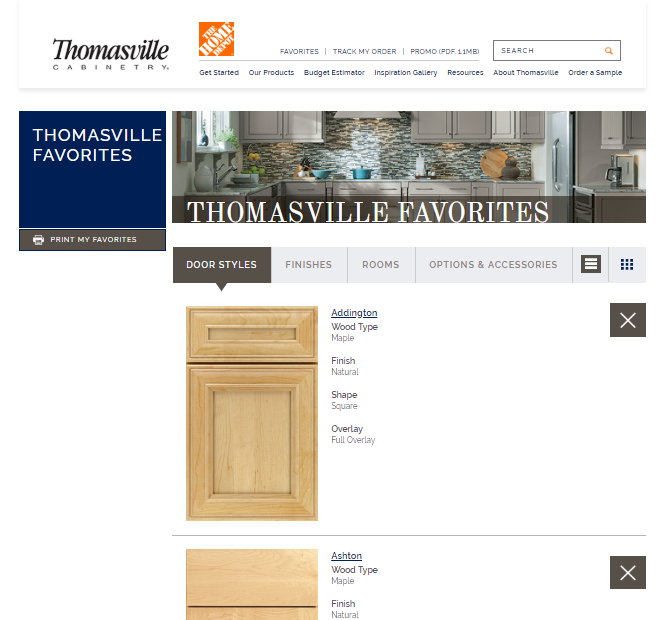 Thomasville
CABINETRY®
THE HOME DEPOT
FAVORITES | TRACK MY ORDER | PROMO (PDF, 1.1MB)
SEARCH
Get Started Our Products Budget Estimator Inspiration Gallery Resources About Thomasville Order a Sample
THOMASVILLE
FAVORITES
PRINT MY FAVORITES
THOMASVILLE FAVORITES
DOOR STYLES FINISHES ROOMS OPTIONS & ACCESSORIES
Addington
Wood Type
Maple
Finish
Natural
Shape
Square
Overlay
Full Overlay
Ashton
Wood Type
Maple
Finish
Natural